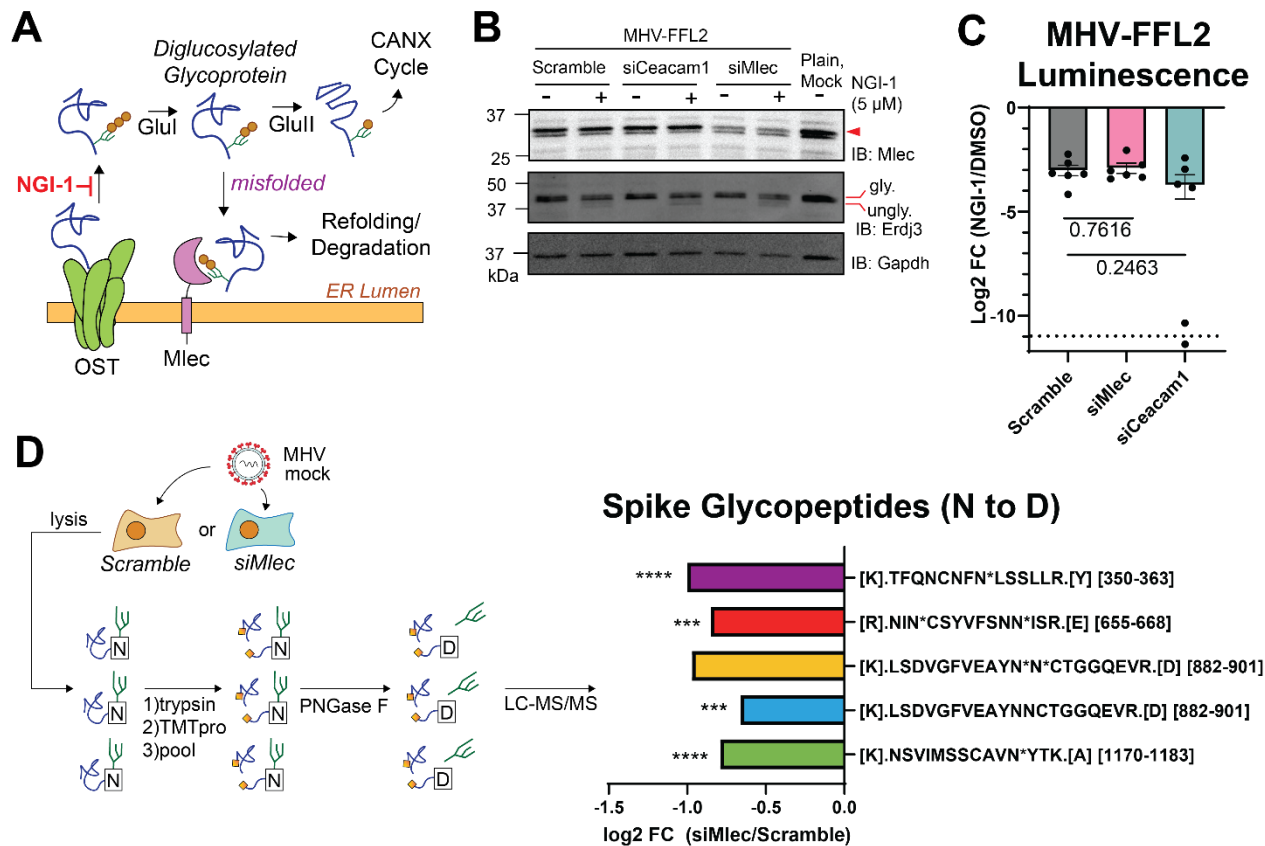 A
Diglucosylated
Glycoprotein
CANX
Cycle
GluI
GluII
NGI-1
misfolded
Refolding/
Degradation
ER Lumen
OST
Mlec
B
MHV-FFL2
Scramble
siCeacam1
siMlec
Plain,
Mock
- + - + - + -
NGI-1
(5 µM)
37
25
IB: Mlec
50
37
gly.
ungly.
IB: Erdj3
37
kDa
IB: Gapdh
C
MHV-FFL2
Luminescence
Log2 FC (NGI-1/DMSO)
0
-5
-10
0.7616
0.2463
Scramble
siMlec
siCeacam1
D
MHV
mock
lysis
or
Scramble
siMlec
N
N
N
1)trypsin
2)TMTpro
3)pool
N
N
N
PNGase F
D
D
D
LC-MS/MS
Spike Glycopeptides (N to D)
**** [K].TFQNCNFN*LSSLLR.[Y] [350-363]
*** [R].NIN*CSYVFSNN*ISR.[E] [655-668]
[K].LSDVGFVEAYN*N*CTGGQEVR.[D] [882-901]
*** [K].LSDVGFVEAYNNCTGGQEVR.[D] [882-901]
**** [K].NSVIMSSCAVN*YTK.[A] [1170-1183]
-1.5 -1.0 -0.5 0.0
log2 FC (siMlec/Scramble)